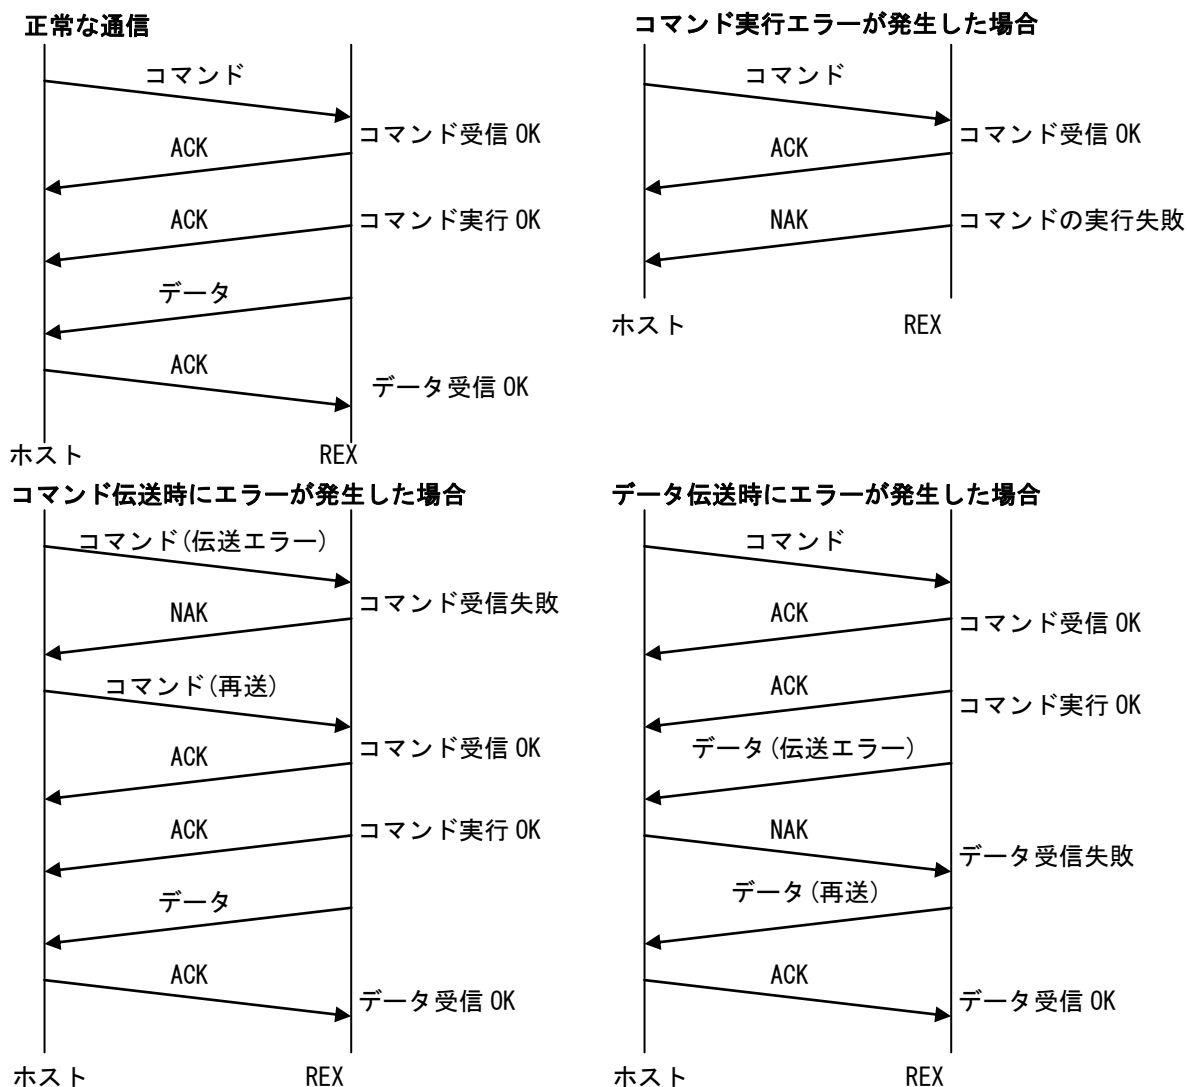 正常な通信
コマンド
コマンド受信 OK
ACK
ACK
コマンド実行 OK
データ
ACK
データ受信 OK
ホスト
REX
コマンド実行エラーが発生した場合
コマンド
コマンド受信 OK
ACK
NAK
コマンドの実行失敗
ホスト
REX
コマンド伝送時にエラーが発生した場合
コマンド(伝送エラー)
コマンド受信失敗
NAK
コマンド(再送)
コマンド受信 OK
ACK
ACK
コマンド実行 OK
データ
ACK
データ受信 OK
ホスト
REX
データ伝送時にエラーが発生した場合
コマンド
ACK
コマンド受信 OK
ACK
コマンド実行 OK
データ(伝送エラー)
NAK
データ受信失敗
データ(再送)
ACK
データ受信 OK
ホスト
REX